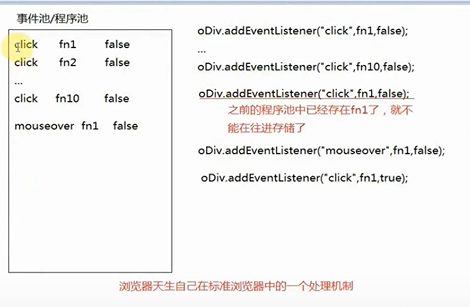 事件池/程序池
click fn1 false
click fn2 false
...
click fn10 false
mouseover fn1 false
oDiv.addEventListener("click",fn1,false);
...
oDiv.addEventListener("click",fn10,false);
oDiv.addEventListener("click",fn1,false);
之前的程序池中已经存在fn1了，就不
能在往进存储了
oDiv.addEventListener("mouseover",fn1,false);
oDiv.addEventListener("click",fn1,true);
浏览器天生自己在标准浏览器中的一个处理机制